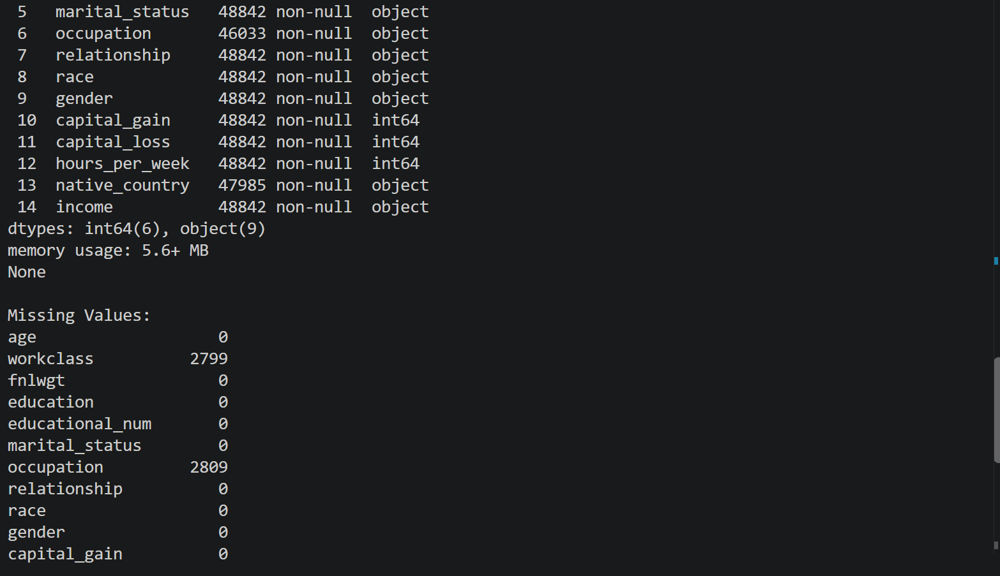 5   marital_status   48842 non-null  object
6   occupation       46033 non-null  object
7   relationship     48842 non-null  object
8   race             48842 non-null  object
9   gender           48842 non-null  object
10  capital_gain     48842 non-null  int64
11  capital_loss     48842 non-null  int64
12  hours_per_week   48842 non-null  int64
13  native_country   47985 non-null  object
14  income           48842 non-null  object
dtypes: int64(6), object(9)
memory usage: 5.6+ MB
None
Missing Values:
age                   0
workclass          2799
fnlwgt                0
education             0
educational_num       0
marital_status        0
occupation         2809
relationship          0
race                  0
gender                0
capital_gain          0